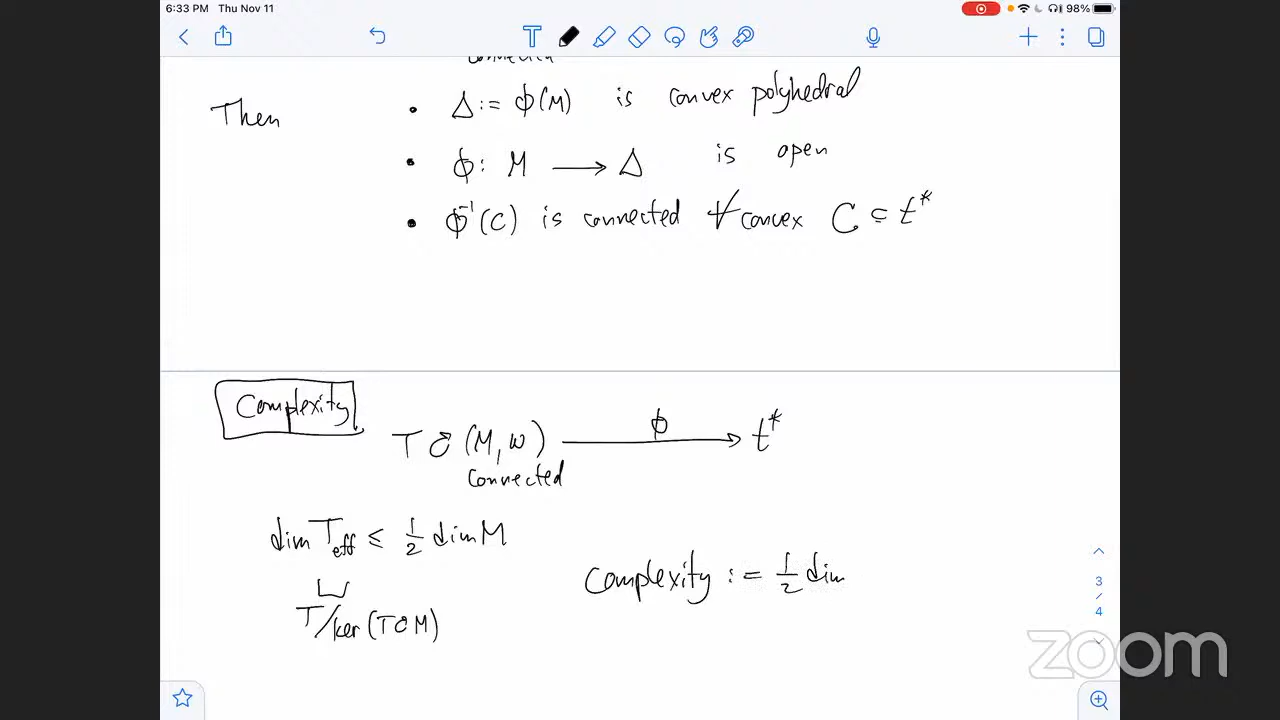 6:33 PM Thu Nov 11
98%
connected
Then
• Δ := ϕ(M) is convex polyhedral
• ϕ: M ⟶ Δ is open
• ϕ⁻¹(C) is connected ∀ convex C ⊆ t*
Complexity
T ↻ (M, ω) ⟶ t*
ϕ
connected
dim T_eff ≤ 1/2 dim M
T/ker(T ↻ M)
Complexity := 1/2 dim
3
/
4
zoom